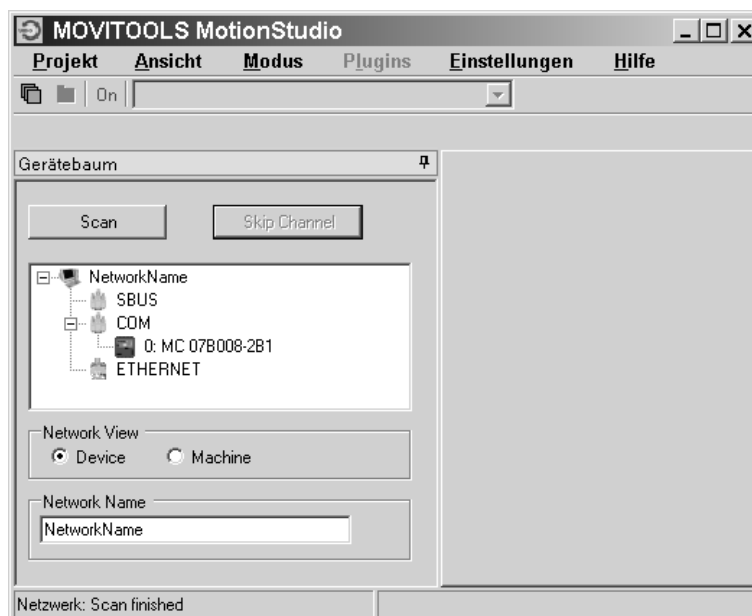 MOVITOOLS MotionStudio
Projekt Ansicht Modus Plugins Einstellungen Hilfe
On
Gerätebaum
Scan Skip Channel
NetworkName
SBUS
COM
0: MC 07B008-2B1
ETHERNET
Network View
Device Machine
Network Name
NetworkName
Netzwerk: Scan finished